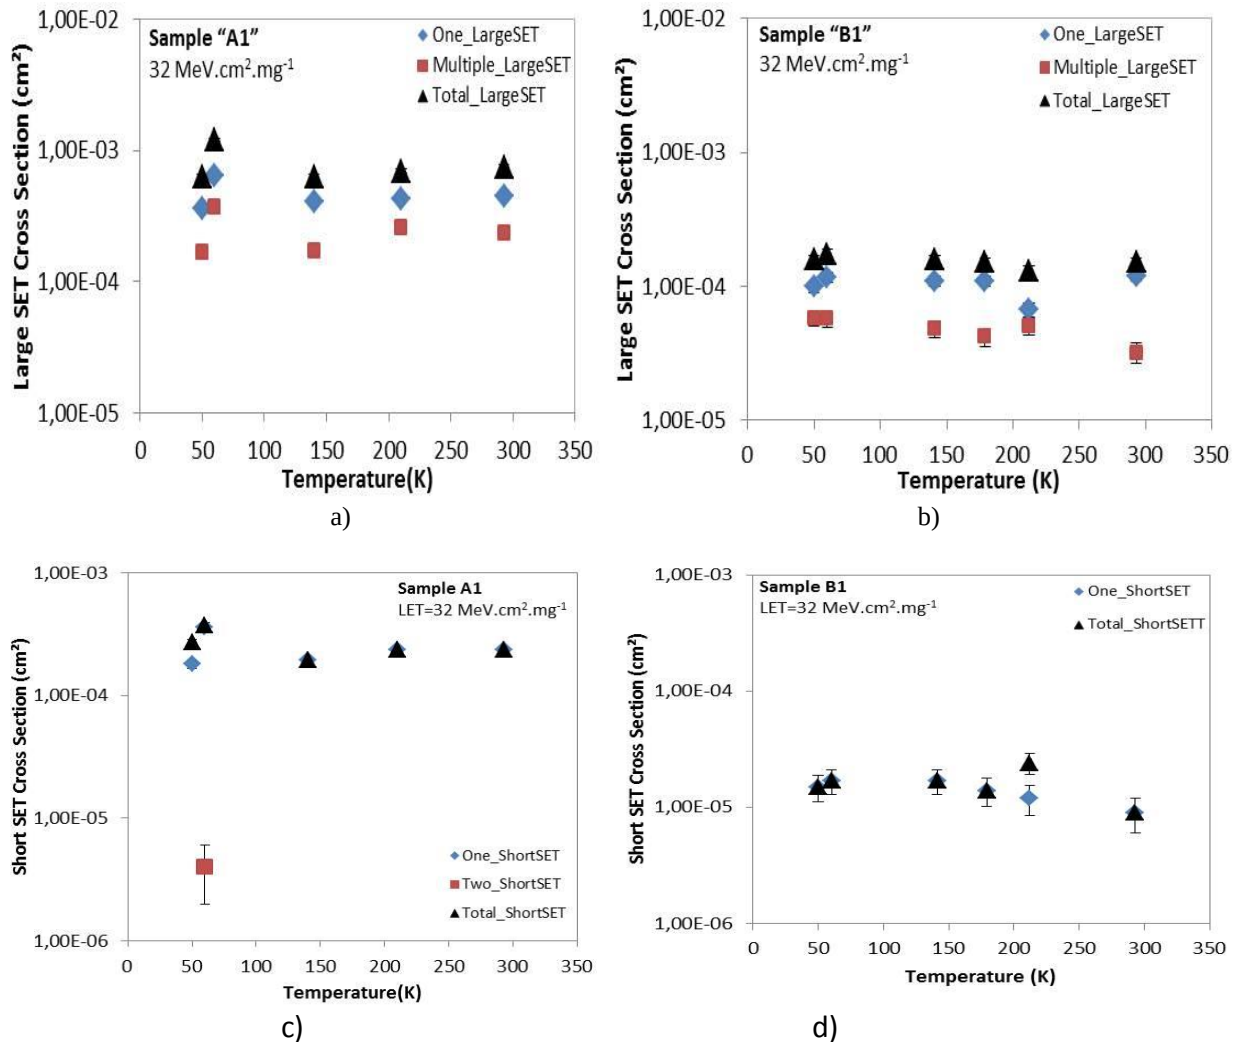 Sample “A1”
32 MeV.cm².mg⁻¹
One_LargeSET
Multiple_LargeSET
Total_LargeSET
Large SET Cross Section (cm²)
1,00E-02
1,00E-03
1,00E-04
1,00E-05
0 50 100 150 200 250 300 350
Temperature(K)
a)
Sample “B1”
32 MeV.cm².mg⁻¹
One_LargeSET
Multiple_LargeSET
Total_LargeSET
Large SET Cross Section (cm²)
1,00E-02
1,00E-03
1,00E-04
1,00E-05
0 50 100 150 200 250 300 350
Temperature (K)
b)
Sample A1
LET=32 MeV.cm².mg⁻¹
Short SET Cross Section (cm²)
1,00E-03
1,00E-04
1,00E-05
1,00E-06
One_ShortSET
Two_ShortSET
Total_ShortSET
0 50 100 150 200 250 300 350
Temperature(K)
c)
Sample B1
LET=32 MeV.cm².mg⁻¹
One_ShortSET
Total_ShortSETT
Short SET Cross Section (cm²)
1,00E-03
1,00E-04
1,00E-05
1,00E-06
0 50 100 150 200 250 300 350
Temperature (K)
d)